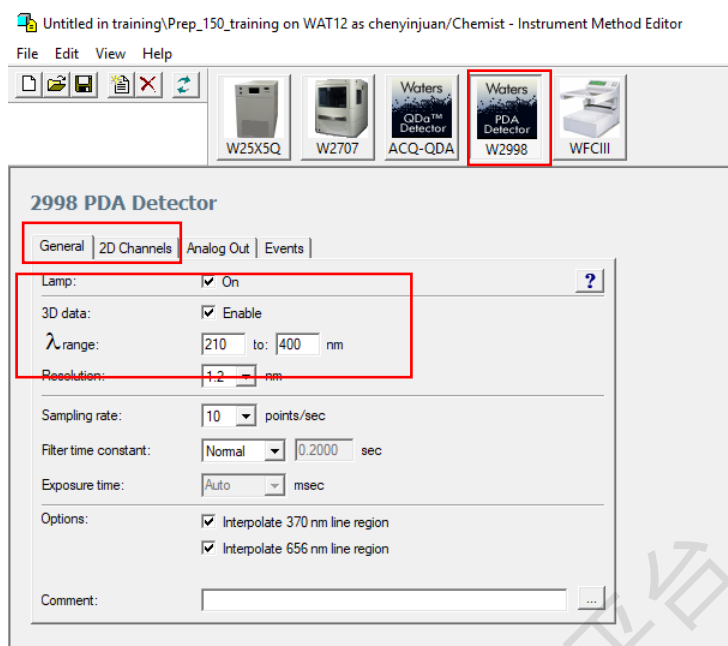 Untitled in training\Prep_150_training on WAT12 as chenyinjuan/Chemist - Instrument Method Editor
File Edit View Help
Waters QDa™ Detector
Waters PDA Detector
W25X5Q W2707 ACQ-QDA W2998 WFCIII
2998 PDA Detector
General 2D Channels Analog Out Events
Lamp: On ?
3D data: Enable
λ range: 210 to: 400 nm
Resolution: 1.2 nm
Sampling rate: 10 points/sec
Filter time constant: Normal 0.2000 sec
Exposure time: Auto msec
Options: Interpolate 370 nm line region
Interpolate 656 nm line region
Comment: ...
平台